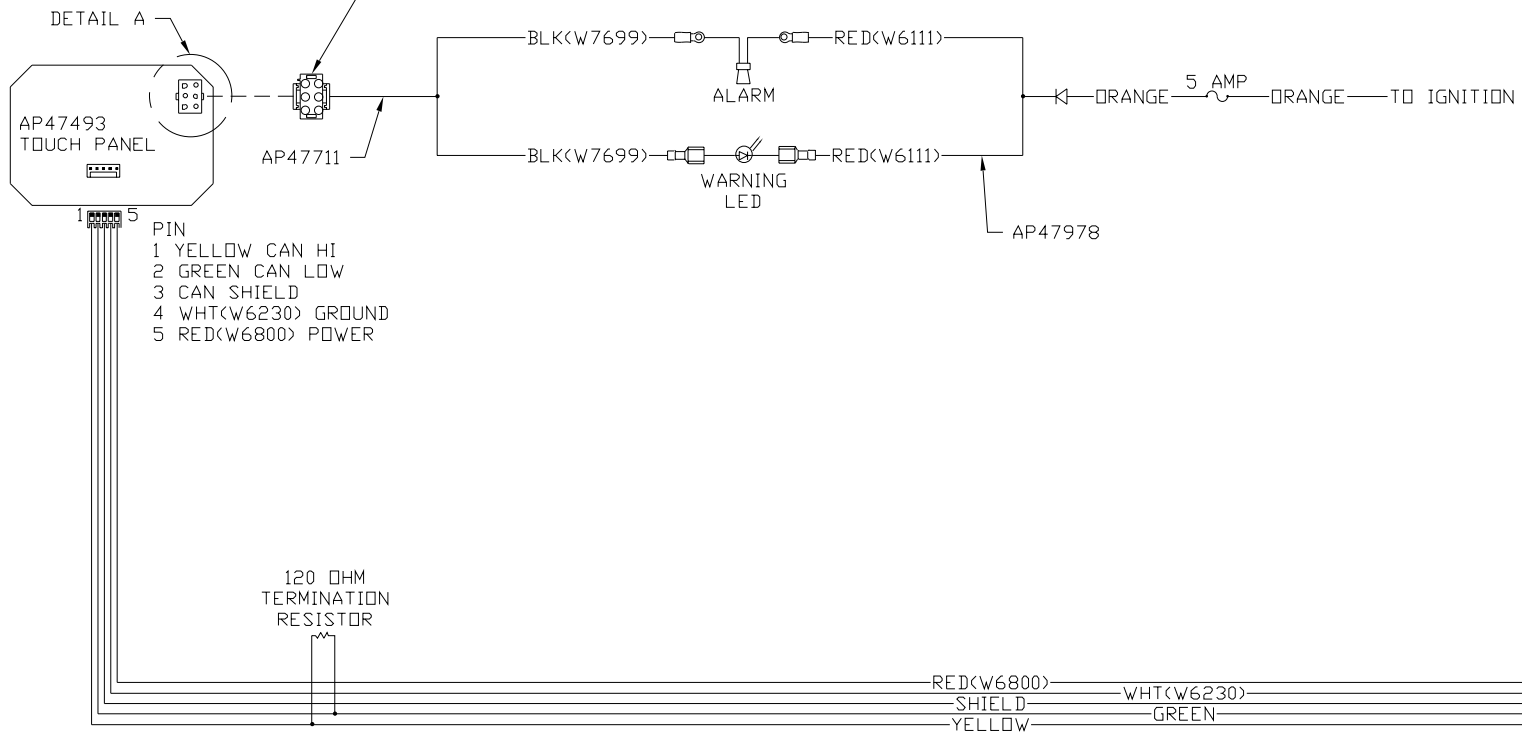 DETAIL A
BLK(W7699)
RED(W6111)
ALARM
ORANGE
5 AMP
ORANGE
TO IGNITION
AP47493
TOUCH PANEL
AP47711
BLK(W7699)
RED(W6111)
WARNING
LED
AP47978
1
5
PIN
1 YELLOW CAN HI
2 GREEN CAN LOW
3 CAN SHIELD
4 WHT(W6230) GROUND
5 RED(W6800) POWER
120 OHM
TERMINATION
RESISTOR
RED(W6800)
WHT(W6230)
SHIELD
GREEN
YELLOW